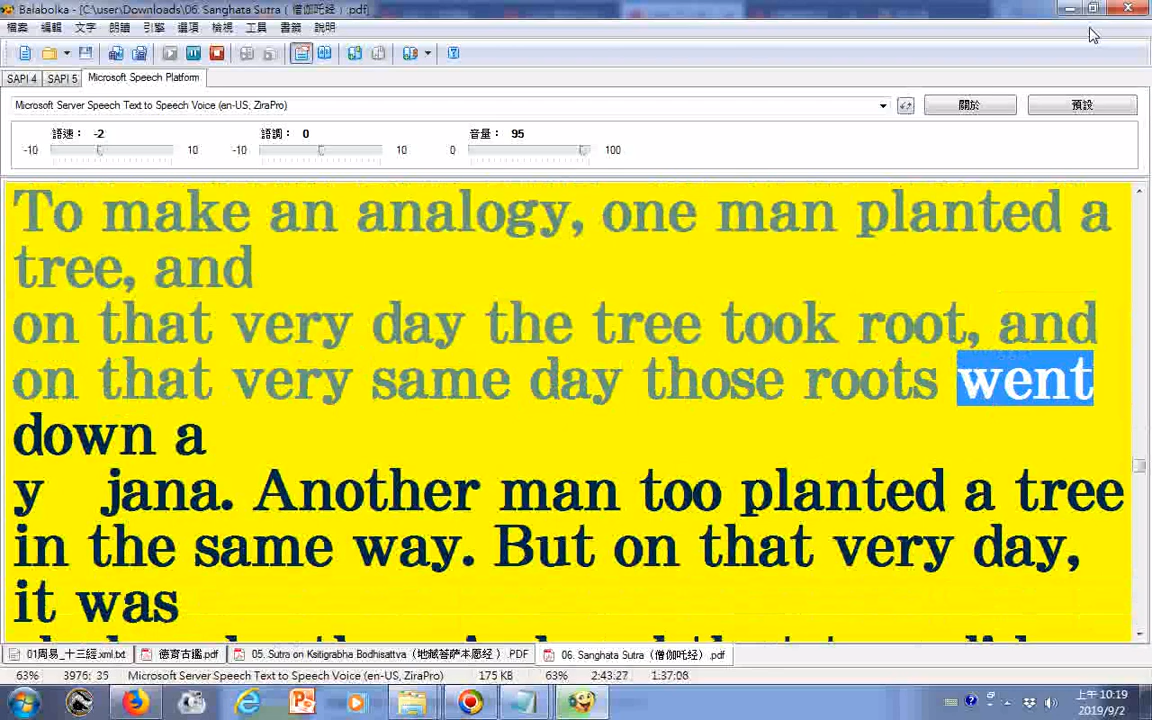 Balabolka - [C:\user\Downloads\06. Sanghata Sutra（僧伽吒经）.pdf]
檔案 編輯 文字 朗讀 引擎 選項 檢視 工具 書籤 說明
SAPI 4 SAPI 5 Microsoft Speech Platform
Microsoft Server Speech Text to Speech Voice (en-US, ZiraPro) 關於 預設
語速： -2 語調： 0 音量： 95
-10 10 -10 10 0 100
To make an analogy, one man planted a
tree, and
on that very day the tree took root, and
on that very same day those roots went
down a
y jana. Another man too planted a tree
in the same way. But on that very day,
it was
01周易_十三經.xml.txt 德育古鑑.pdf 05. Sutra on Ksitigrabha Bodhisattva（地賊菩萨本愿经）.PDF 06. Sanghata Sutra（僧伽吒经）.pdf
63% 3976: 35 Microsoft Server Speech Text to Speech Voice (en-US, ZiraPro) 175 KB 63% 2:43:27 1:37:08
上午 10:19
2019/9/2